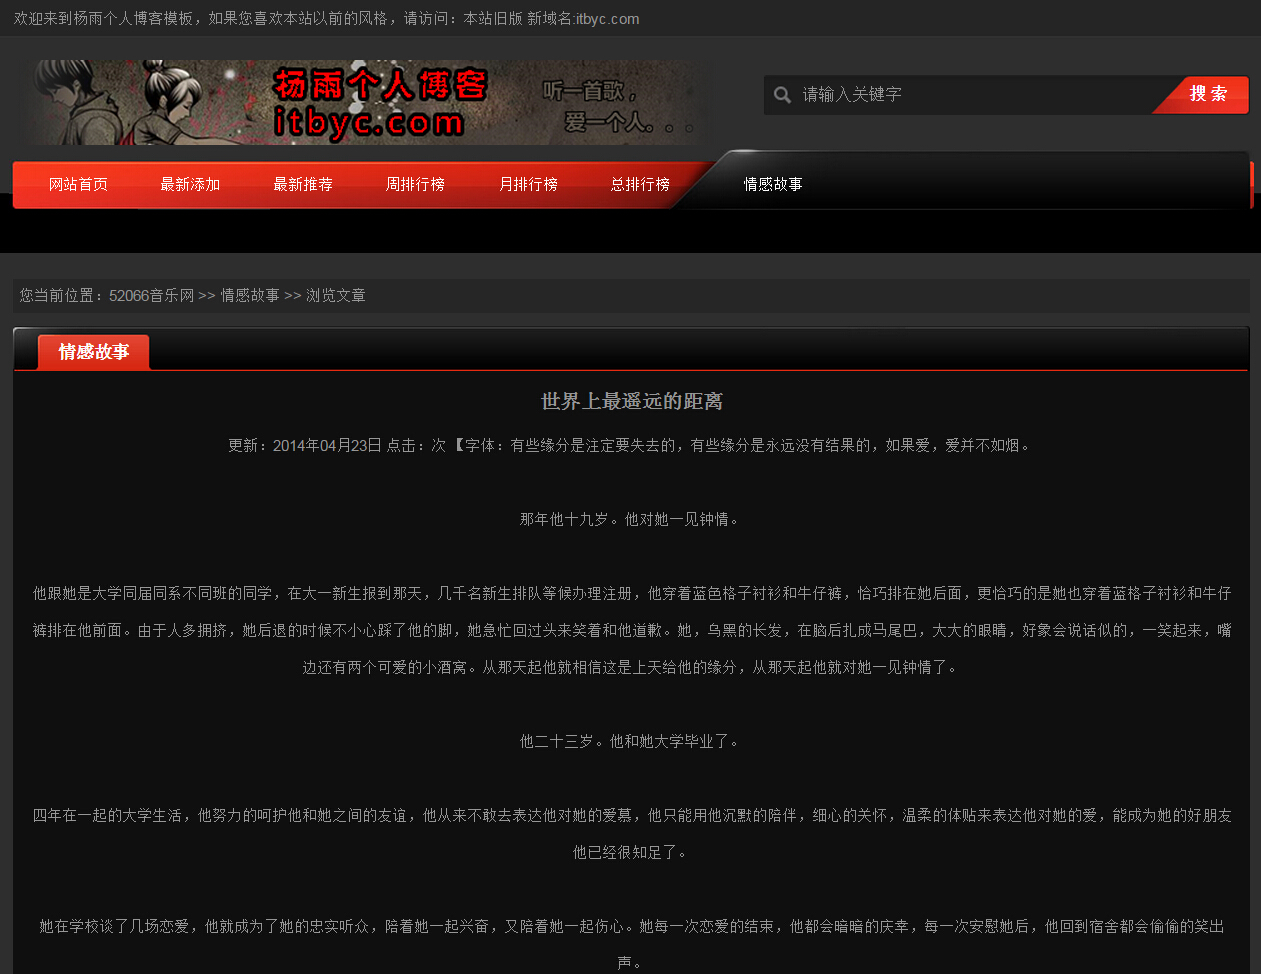 欢迎来到杨雨个人博客模板，如果您喜欢本站以前的风格，请访问：本站旧版 新域名:itbyc.com
杨雨个人博客
itbyc.com
听一首歌，
爱一个人。。。
请输入关键字
搜 索
网站首页 最新添加 最新推荐 周排行榜 月排行榜 总排行榜 情感故事
您当前位置：52066音乐网 >> 情感故事 >> 浏览文章
情感故事
世界上最遥远的距离
更新：2014年04月23日 点击：次 【字体：有些缘分是注定要失去的，有些缘分是永远没有结果的，如果爱，爱并不如烟。
那年他十九岁。他对她一见钟情。
他跟她是大学同届同系不同班的同学，在大一新生报到那天，几千名新生排队等候办理注册，他穿着蓝色格子衬衫和牛仔裤，恰巧排在她后面，更恰巧的是她也穿着蓝格子衬衫和牛仔
裤排在他前面。由于人多拥挤，她后退的时候不小心踩了他的脚，她急忙回过头来笑着和他道歉。她，乌黑的长发，在脑后扎成马尾巴，大大的眼睛，好象会说话似的，一笑起来，嘴
边还有两个可爱的小酒窝。从那天起他就相信这是上天给他的缘分，从那天起他就对她一见钟情了。
他二十三岁。他和她大学毕业了。
四年在一起的大学生活，他努力的呵护他和她之间的友谊，他从来不敢去表达他对她的爱慕，他只能用他沉默的陪伴，细心的关怀，温柔的体贴来表达他对她的爱，能成为她的好朋友
他已经很知足了。
她在学校谈了几场恋爱，他就成为了她的忠实听众，陪着她一起兴奋，又陪着她一起伤心。她每一次恋爱的结束，他都会暗暗的庆幸，每一次安慰她后，他回到宿舍都会偷偷的笑出
声。